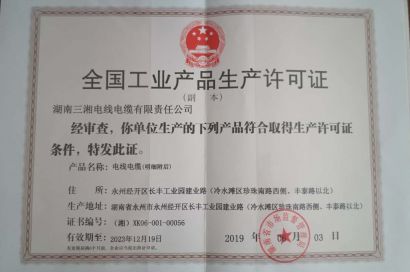 全国工业产品生产许可证
(副 本)
湖南三湘电线电缆有限责任公司
经审查,你单位生产的下列产品符合取得生产许可证
条件,特发此证。
产品名称: 电线电缆(明细附后)
住 所: 永州经开区长丰工业园建业路(冷水滩区珍珠南路西侧、丰泰路以北)
生产地址: 湖南省永州市永州经开区长丰工业园建业路(冷水滩区珍珠南路西侧、丰泰路以北)
证书编号: (湘)XK06-001-00056
有效期至: 2023年12月19日
2019 年 月 03 日